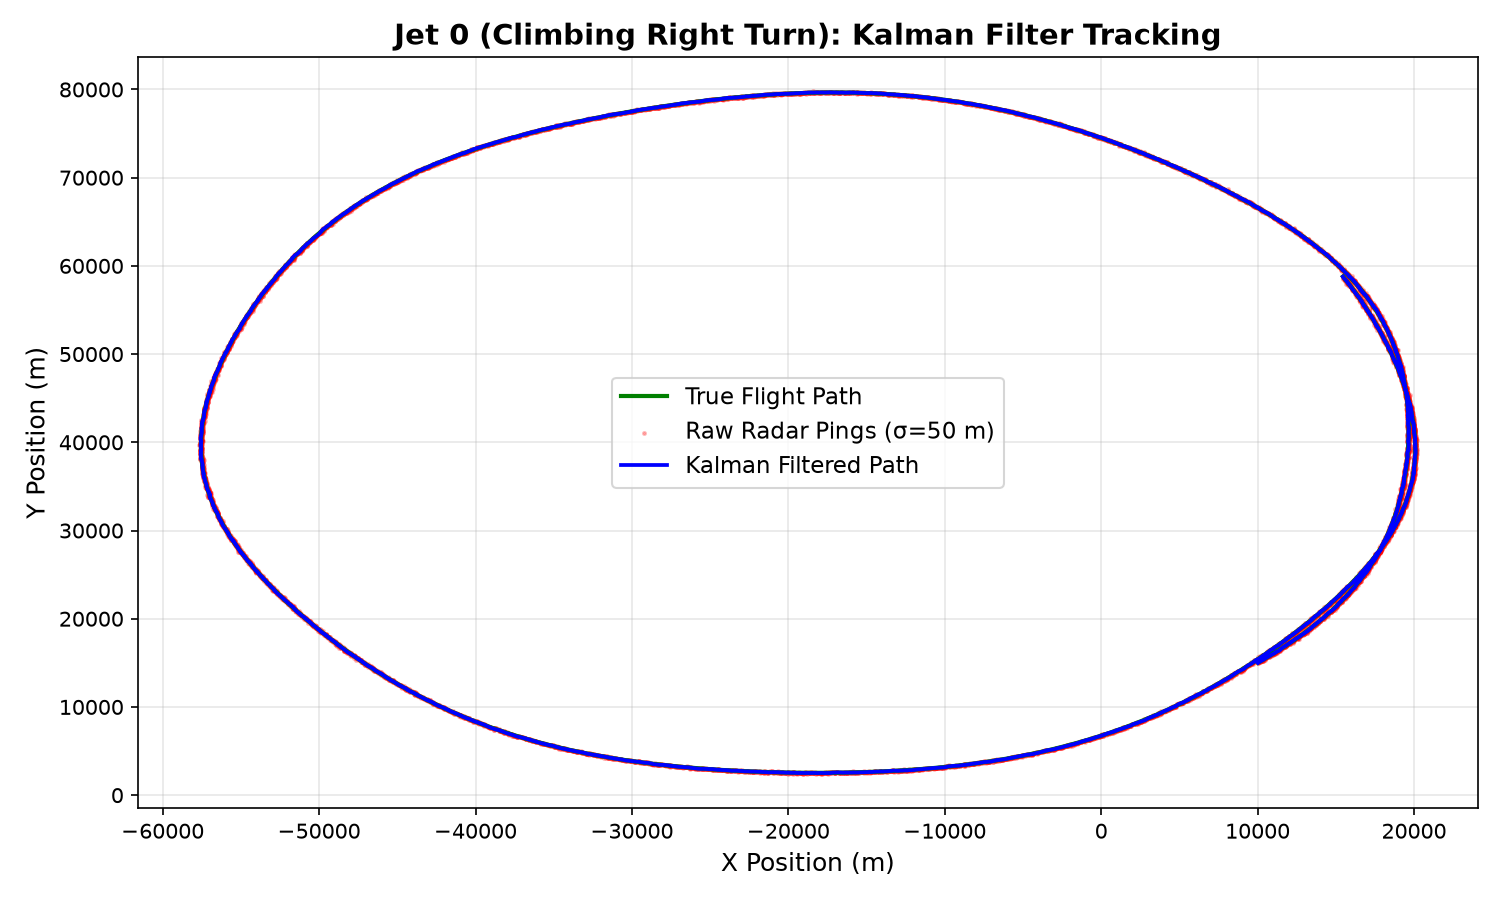 Jet 0 (Climbing Right Turn): Kalman Filter Tracking
Y Position (m)
80000
70000
60000
50000
40000
30000
20000
10000
0
True Flight Path
Raw Radar Pings (σ=50 m)
Kalman Filtered Path
−60000 −50000 −40000 −30000 −20000 −10000 0 10000 20000
X Position (m)